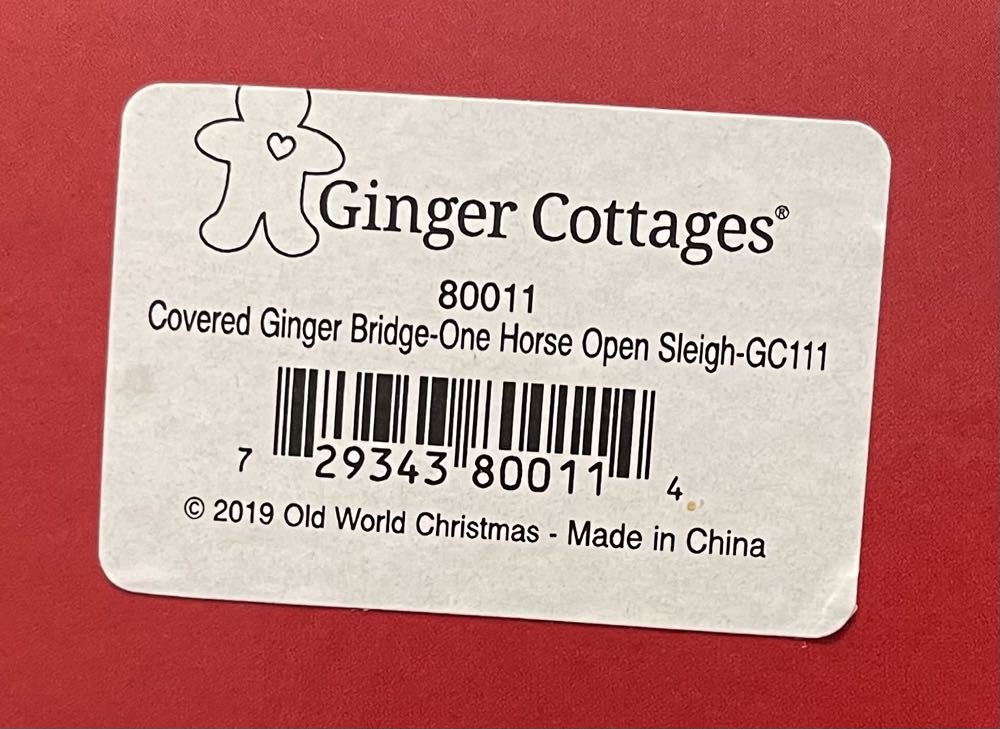 Ginger Cottages®
80011
Covered Ginger Bridge-One Horse Open Sleigh-GC111
7 29343 80011 4
© 2019 Old World Christmas - Made in China